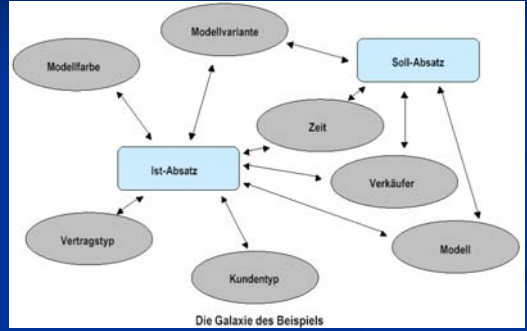 Modellvariante
Soll-Absatz
Modellfarbe
Zeit
Ist-Absatz
Verkäufer
Vertragstyp
Modell
Kundentyp
Die Galaxie des Beispiels